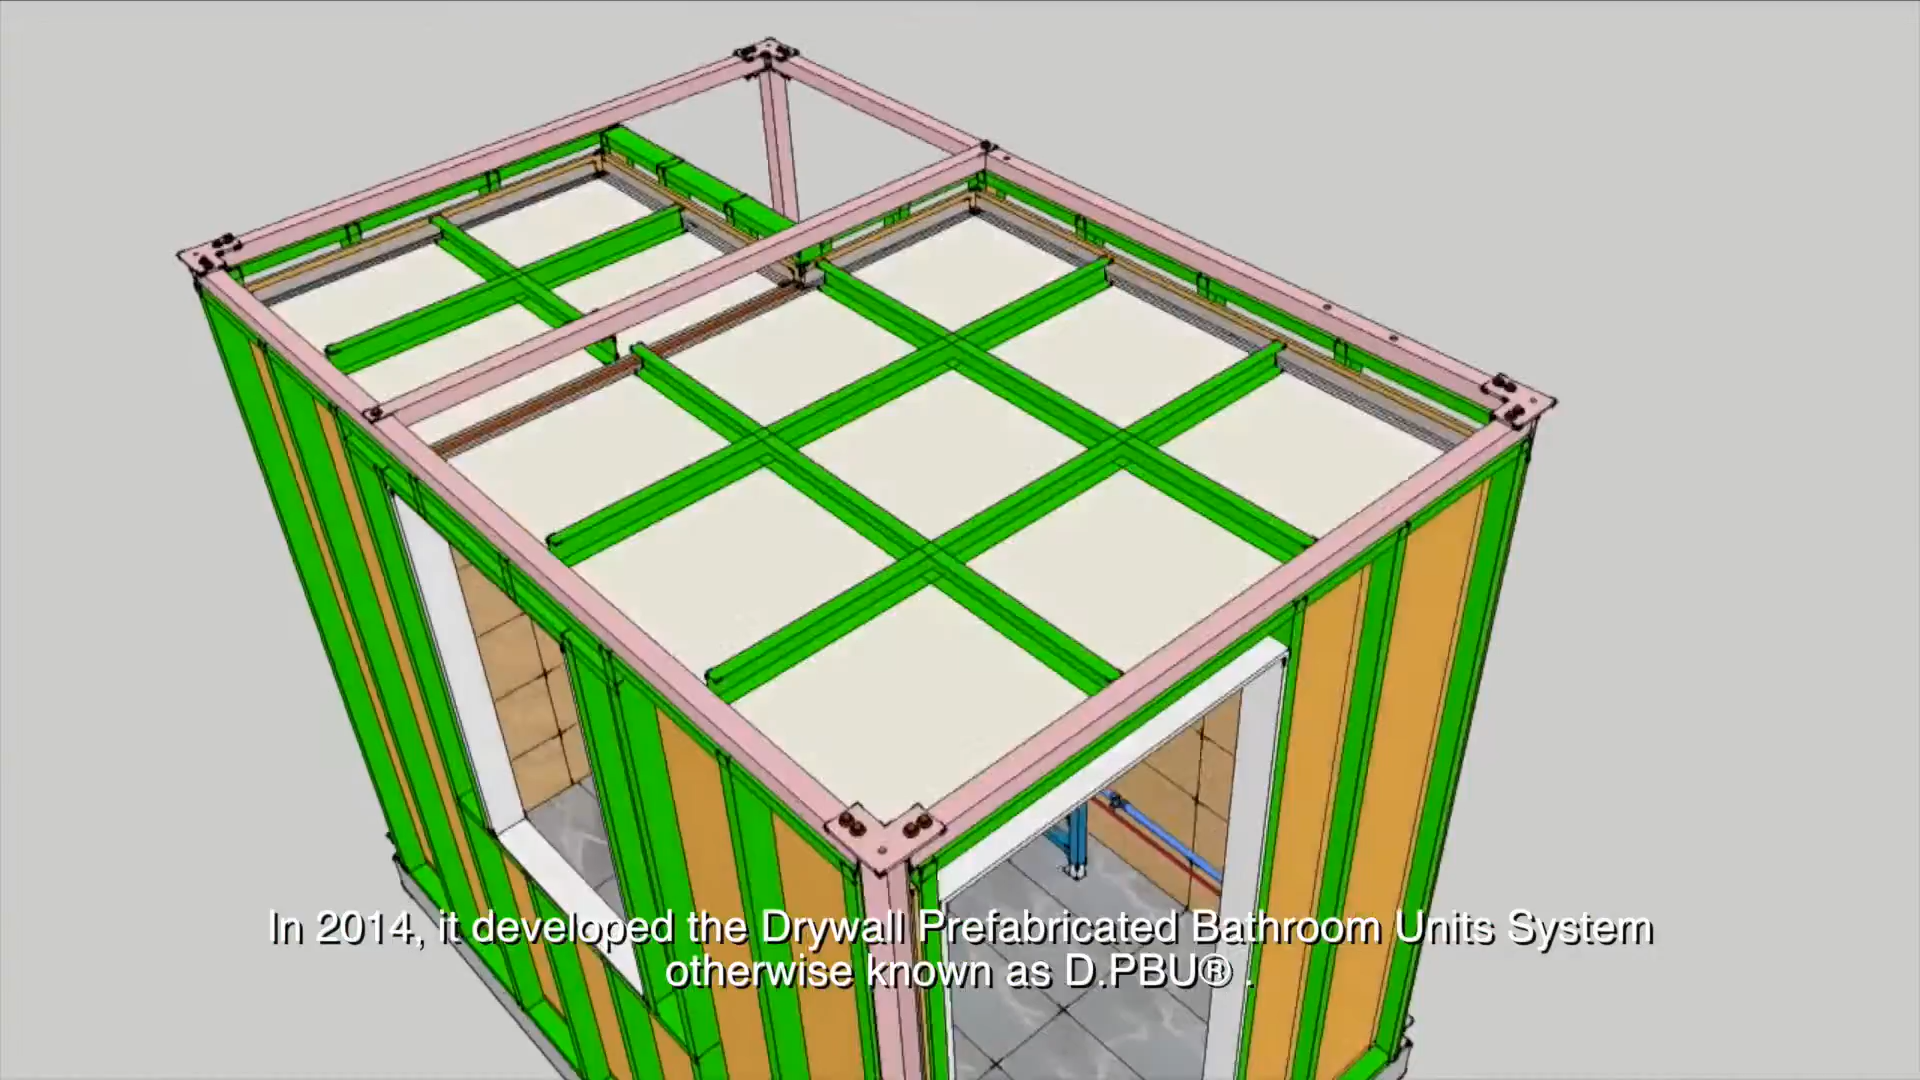 In 2014, it developed the Drywall Prefabricated Bathroom Units System
otherwise known as D.PBU® .